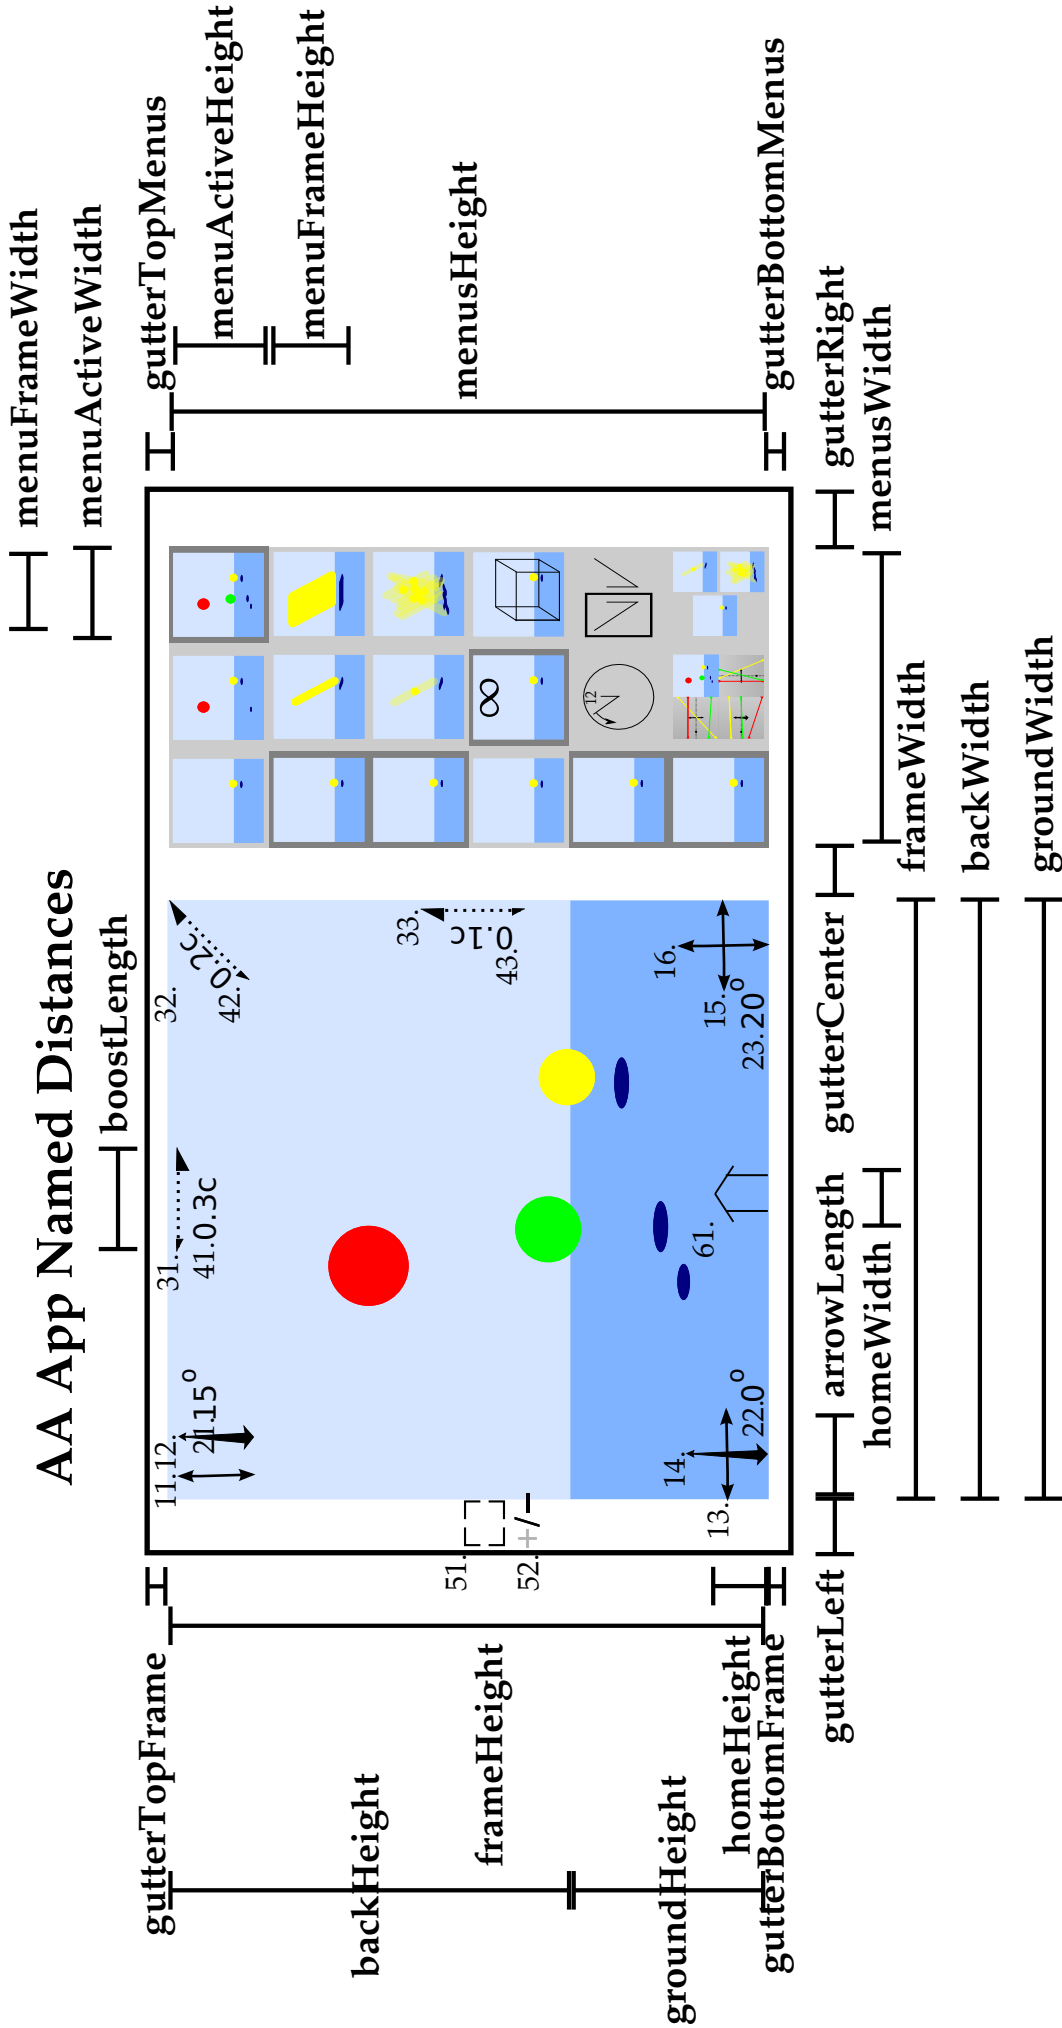 AA App Named Distances
menuFrameWidth
menuActiveWidth
boostLength
gutterTopFrame
gutterTopMenus
menuActiveHeight
menuFrameHeight
menusHeight
gutterBottomMenus
backHeight
frameHeight
groundHeight
homeHeight
gutterBottomFrame
11.
12.
21.
15°
31.
41.
0.3c
32.
42.
0.2c
33.
43.
0.1c
51.
52.
+/-
13.
14.
22.
0°
61.
15.
16.
23.
20°
∞
12
gutterLeft
arrowLength
gutterCenter
gutterRight
homeWidth
menusWidth
frameWidth
backWidth
groundWidth